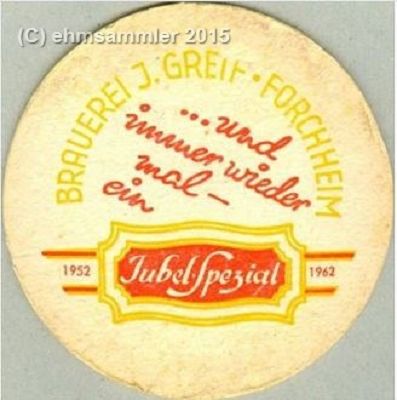 (C) ehmsammler 2015
BRAUEREI J. GREIF · FORCHHEIM
...und
immer wieder
mal –
ein
1952 Jubel-Spezial 1962